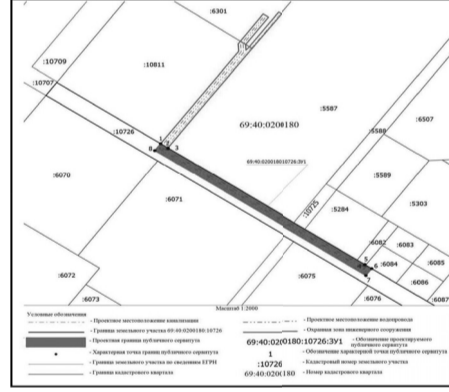 :6301
:10709
:10811
:10707
:5587
:6507
69:40:0200180
:10726
1
2
3
8
:5588
69:40:0200180:10726:ЗУ1
:6070
:5589
:6071
:10725
:5284
:5303
:6082
:6083
5
6
:6084
:6085
7
:6072
:6075
:6086
:6073
:6076
:6087
Масштаб 1:2000
Условные обозначения
- Проектное местоположение канализации
- Проектное местоположение водопровода
- Граница земельного участка 69:40:0200180:10726
- Охранная зона инженерного сооружения
- Проектная граница публичного сервитута
69:40:0200180:10726:ЗУ1
- Обозначение проектируемого публичного сервитута
- Характерная точка границ публичного сервитута
1
- Обозначение характерной точки публичного сервитута
- Границы земельного участка по сведениям ЕГРН
:10726
- Кадастровый номер земельного участка
- Границы кадастрового квартала
69:40:0200180
- Номер кадастрового квартала